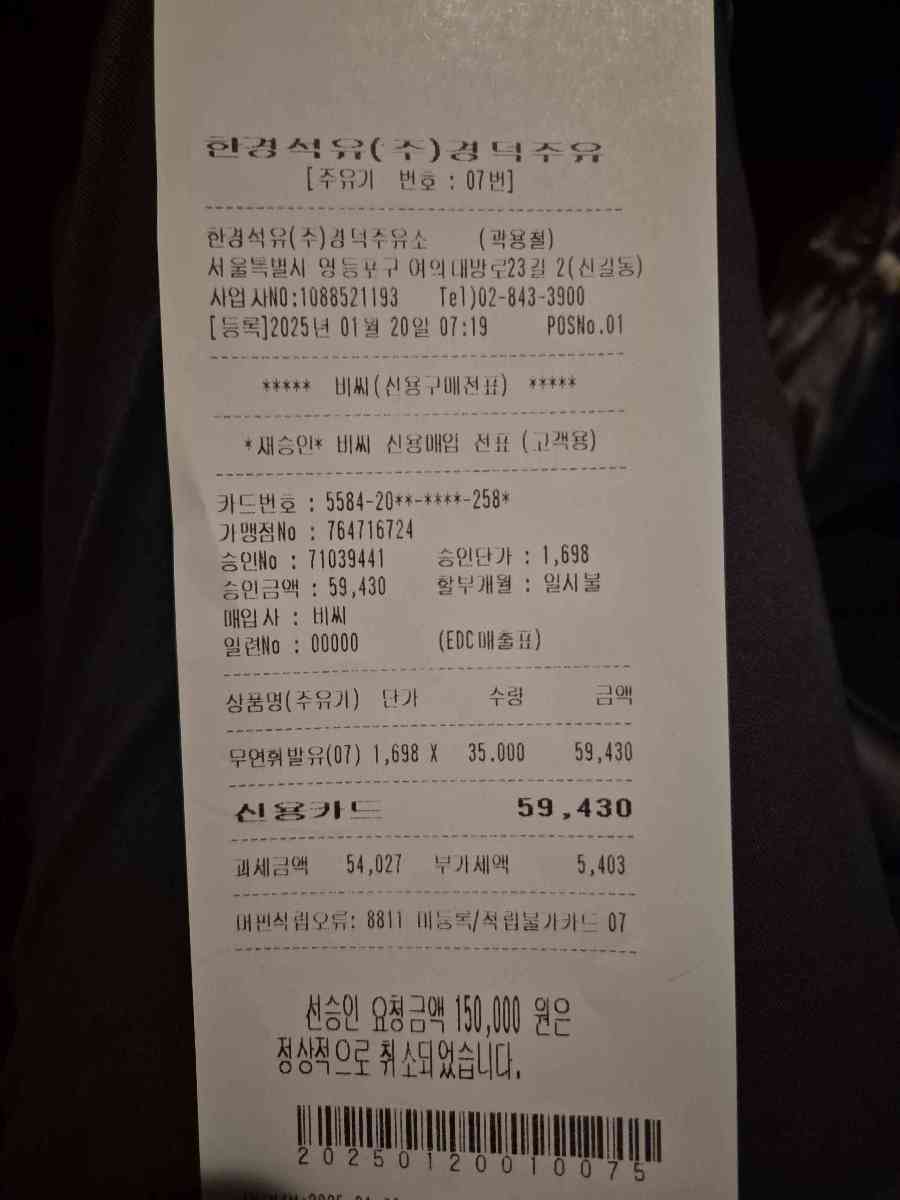 한경석유(주)경덕주유
[주유기 번호 : 07번]
한경석유(주)경덕주유소 (곽용철)
서울특별시 영등포구 여의대방로23길 2(신길동)
사업자NO:1088521193 Tel)02-843-3900
[등록]2025년 01월 20일 07:19 POSNo.01
***** 비씨(신용구매전표) *****
*재승인* 비씨 신용매입 전표 (고객용)
카드번호 : 5584-20**-****-258*
가맹점No : 764716724
승인No : 71039441 승인단가 : 1,698
승인금액 : 59,430 할부개월 : 일시불
매입사 : 비씨
일련No : 00000 (EDC매출표)
상품명(주유기) 단가 수량 금액
무연휘발유(07) 1,698 X 35.000 59,430
신용카드 59,430
과세금액 54,027 부가세액 5,403
머핀적립오류: 8811 미등록/적립불가카드 07
선승인 요청금액 150,000 원은
정상적으로 취소되었습니다.
20250120010075